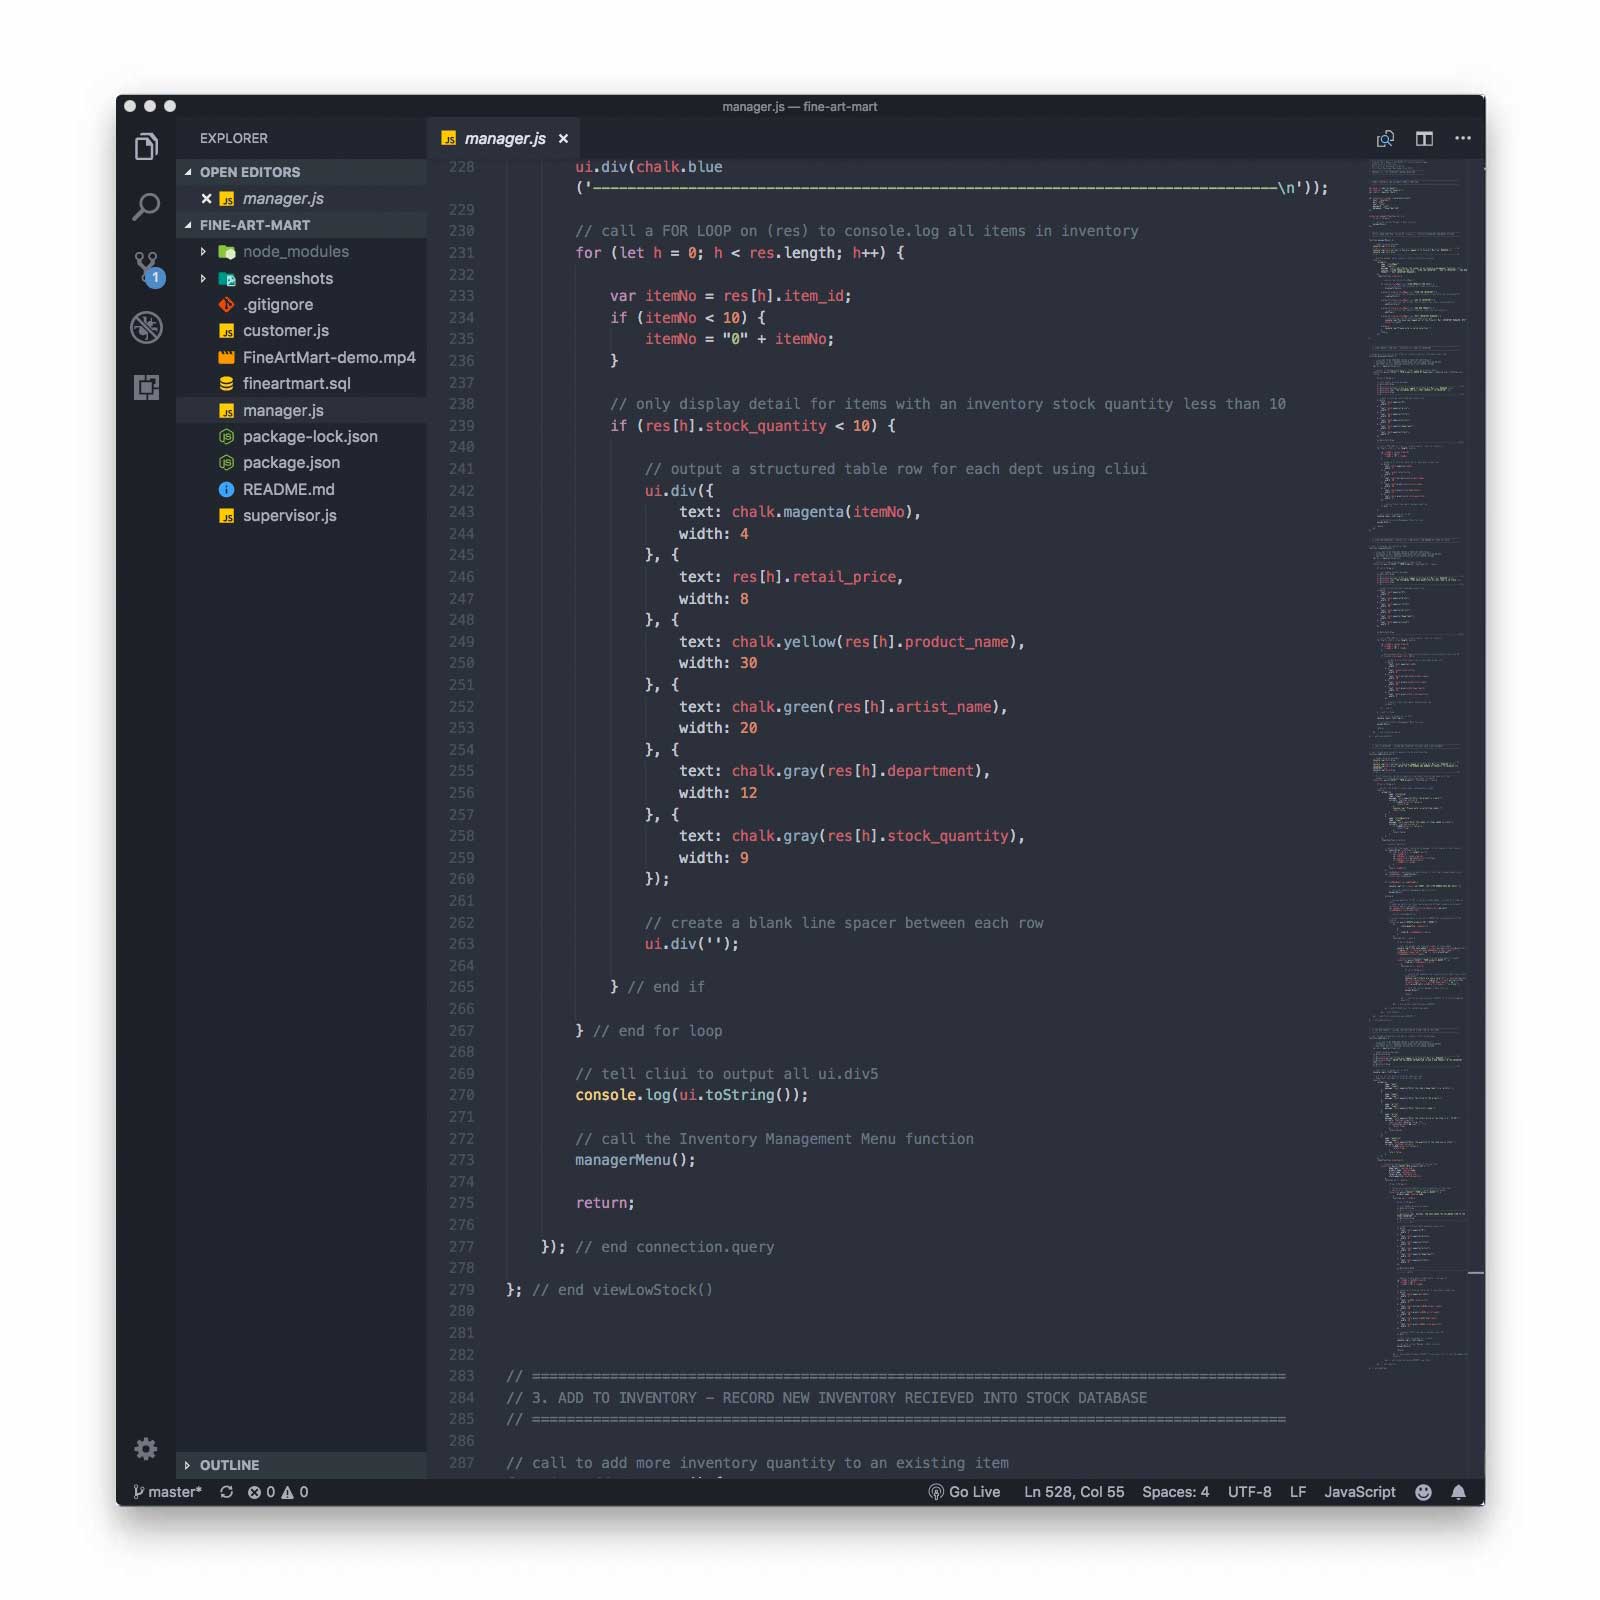 manager.js — fine-art-mart
EXPLORER
OPEN EDITORS
manager.js
FINE-ART-MART
node_modules
screenshots
.gitignore
customer.js
FineArtMart-demo.mp4
fineartmart.sql
manager.js
package-lock.json
package.json
README.md
supervisor.js
OUTLINE
manager.js
228 ui.div(chalk.blue
('-------------------------------------------------------------------------------\n'));
229
230 // call a FOR LOOP on (res) to console.log all items in inventory
231 for (let h = 0; h < res.length; h++) {
232
233 var itemNo = res[h].item_id;
234 if (itemNo < 10) {
235 itemNo = "0" + itemNo;
236 }
237
238 // only display detail for items with an inventory stock quantity less than 10
239 if (res[h].stock_quantity < 10) {
240
241 // output a structured table row for each dept using cliui
242 ui.div({
243 text: chalk.magenta(itemNo),
244 width: 4
245 }, {
246 text: res[h].retail_price,
247 width: 8
248 }, {
249 text: chalk.yellow(res[h].product_name),
250 width: 30
251 }, {
252 text: chalk.green(res[h].artist_name),
253 width: 20
254 }, {
255 text: chalk.gray(res[h].department),
256 width: 12
257 }, {
258 text: chalk.gray(res[h].stock_quantity),
259 width: 9
260 });
261
262 // create a blank line spacer between each row
263 ui.div('');
264
265 } // end if
266
267 } // end for loop
268
269 // tell cliui to output all ui.div5
270 console.log(ui.toString());
271
272 // call the Inventory Management Menu function
273 managerMenu();
274
275 return;
276
277 }); // end connection.query
278
279 }; // end viewLowStock()
280
281
282
283 // =======================================================================================
284 // 3. ADD TO INVENTORY – RECORD NEW INVENTORY RECIEVED INTO STOCK DATABASE
285 // =======================================================================================
286
287 // call to add more inventory quantity to an existing item
master* 0 0 Go Live Ln 528, Col 55 Spaces: 4 UTF-8 LF JavaScript